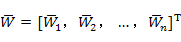 W̅ = [W̅₁,  W̅₂,  …,  W̅ₙ]ᵀ